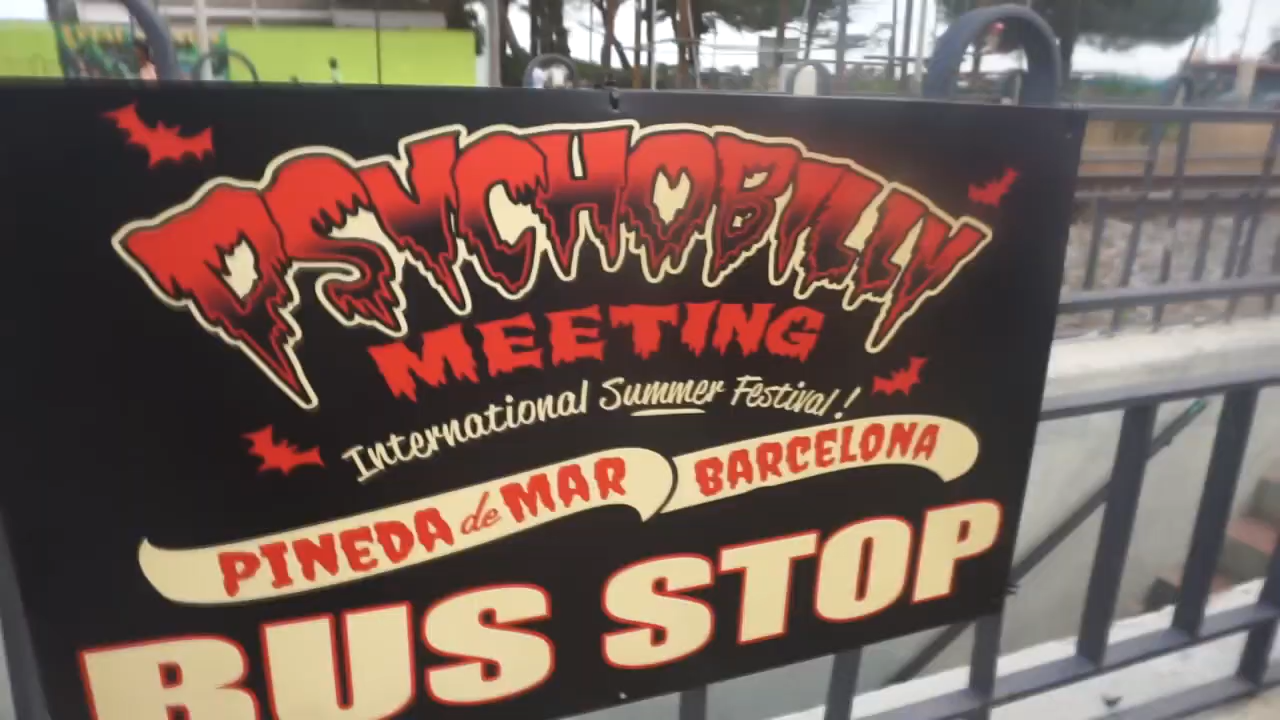 PSYCHOBILLY
MEETING
International Summer Festival!
PINEDA de MAR BARCELONA
BUS STOP